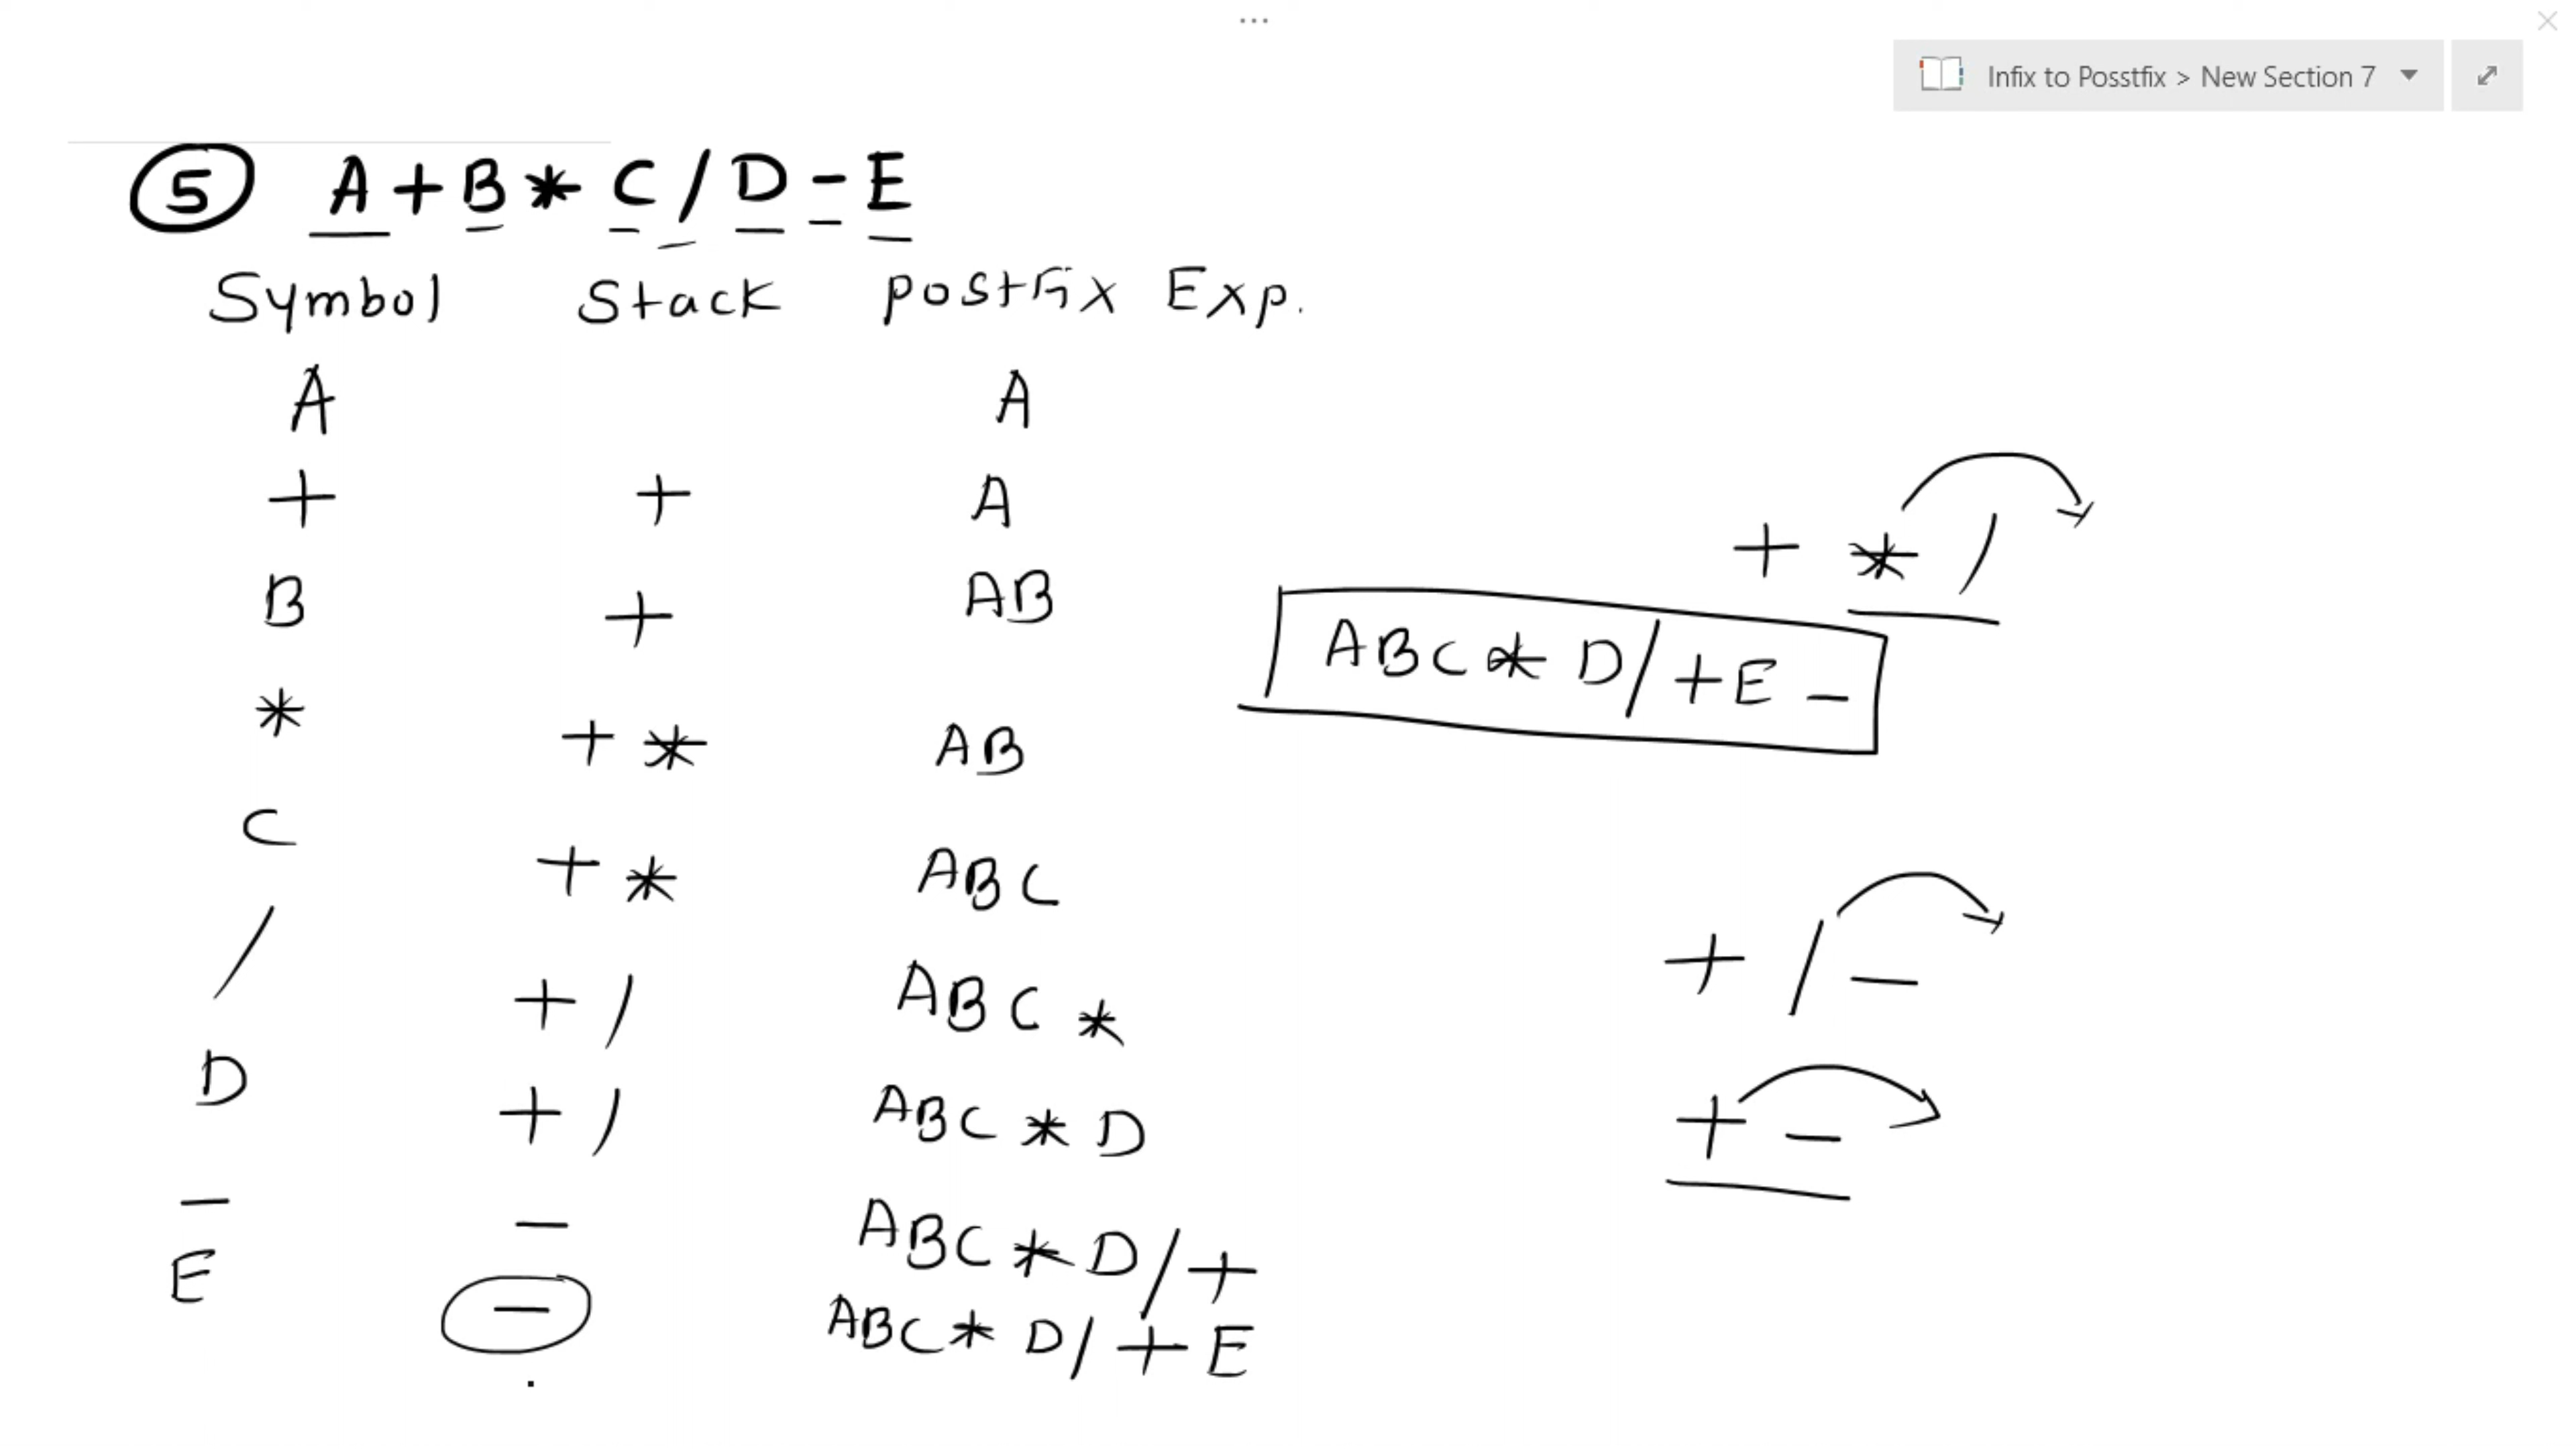 ...
Infix to Posstfix > New Section 7
5 A + B * C / D - E
Symbol Stack Postfix Exp.
A A
+ + A
B + AB
* + * AB
C + * ABC
/ + / ABC *
D + / ABC * D
- - ABC * D / +
E - ABC * D / + E
+ * /
ABC * D / + E -
+ / -
+ -